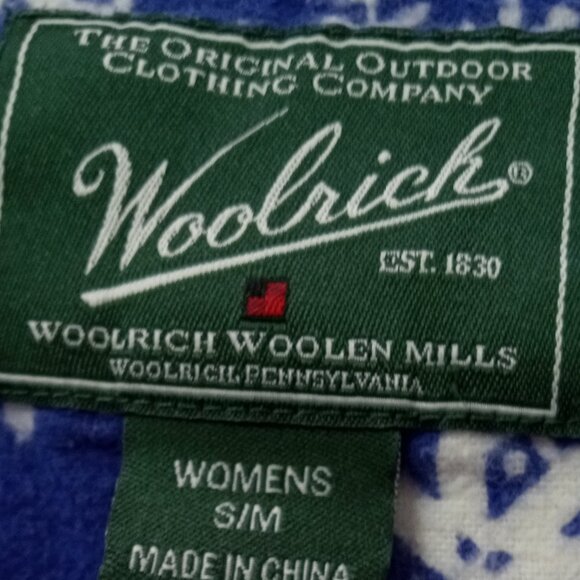 THE ORIGINAL OUTDOOR
CLOTHING COMPANY
Woolrich®
EST. 1830
WOOLRICH WOOLEN MILLS
WOOLRICH, PENNSYLVANIA
WOMENS
S/M
MADE IN CHINA